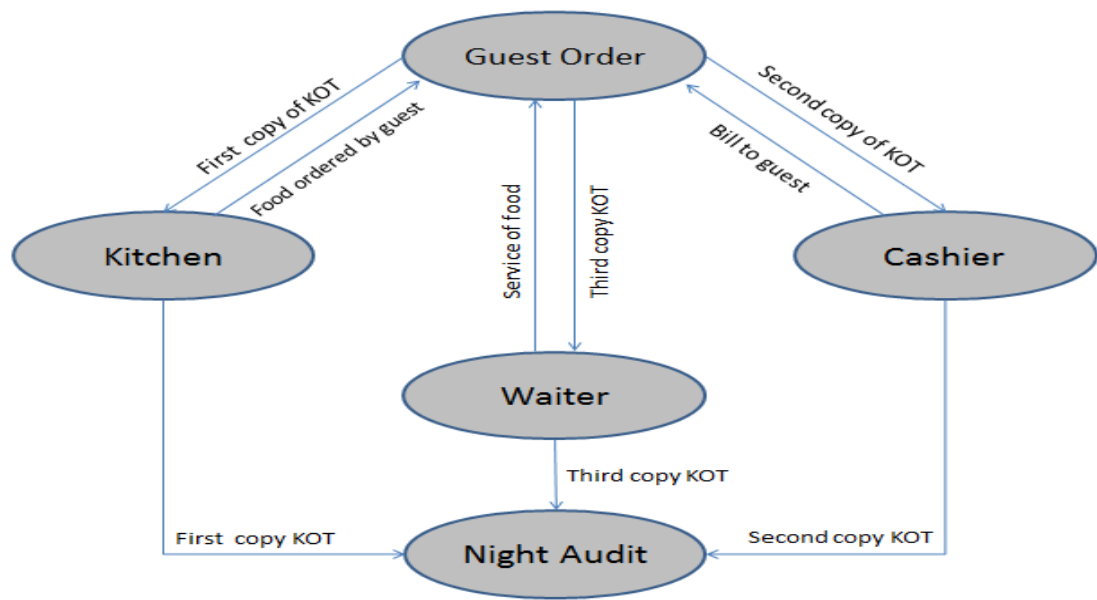 Guest Order
First copy of KOT
Food ordered by guest
Second copy of KOT
Bill to guest
Service of food
Third copy KOT
Kitchen
Cashier
Waiter
Third copy KOT
First copy KOT
Second copy KOT
Night Audit